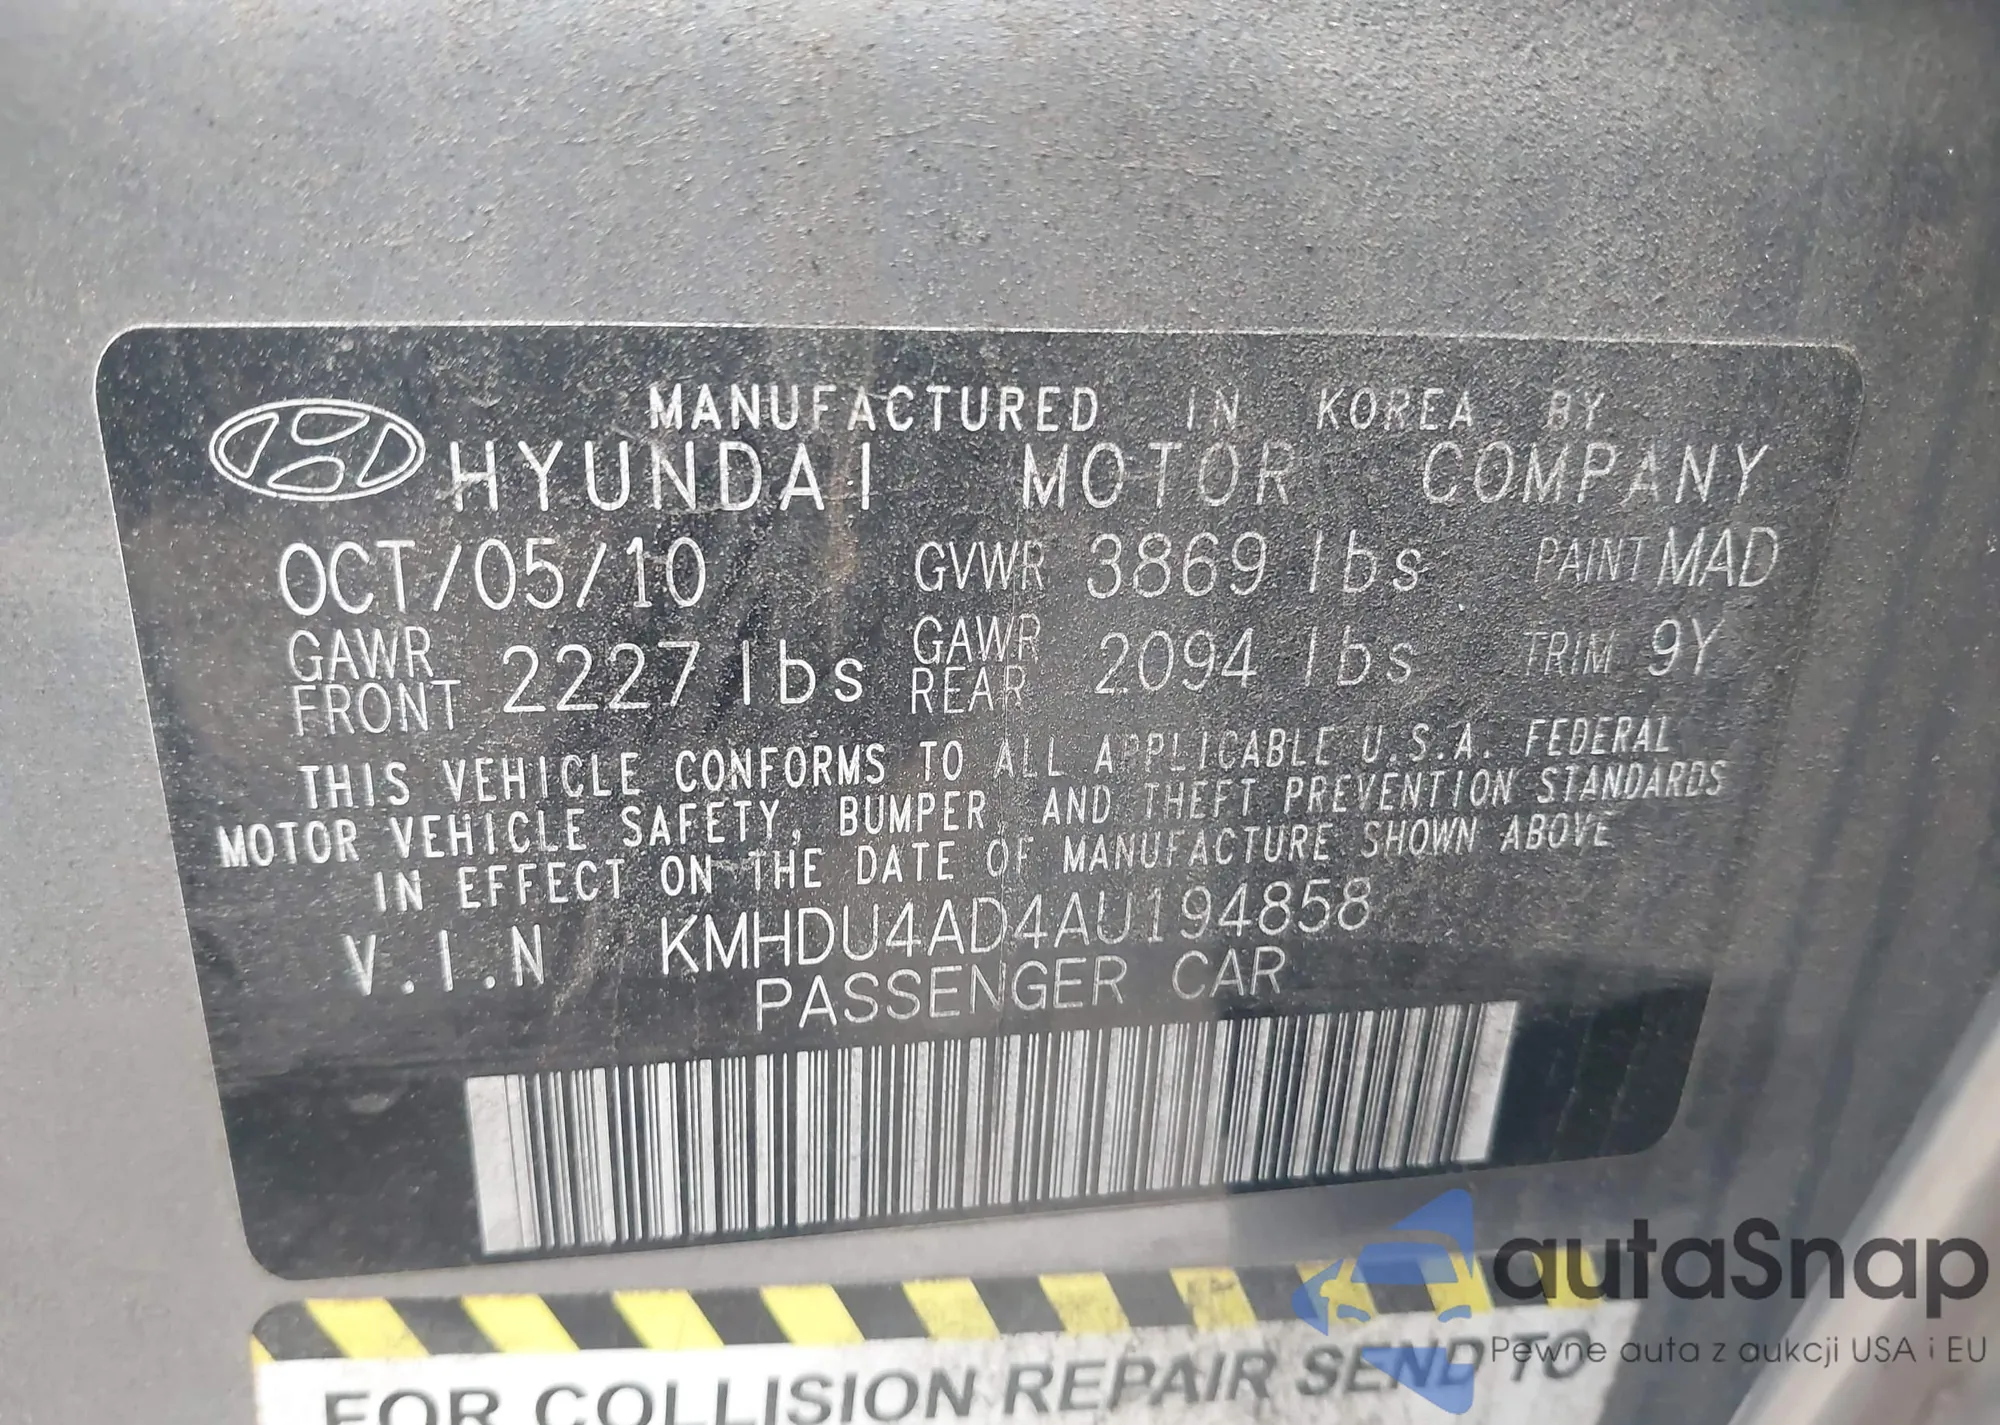 MANUFACTURED IN KOREA BY
HYUNDAI MOTOR COMPANY
OCT/05/10 GVWR 3869 lbs PAINT MAD
GAWR FRONT 2227 lbs GAWR REAR 2094 lbs TRIM 9Y
THIS VEHICLE CONFORMS TO ALL APPLICABLE U.S.A. FEDERAL
MOTOR VEHICLE SAFETY, BUMPER, AND THEFT PREVENTION STANDARDS
IN EFFECT ON THE DATE OF MANUFACTURE SHOWN ABOVE
V.I.N KMHDU4AD4AU194858
PASSENGER CAR
FOR COLLISION REPAIR SEND TO
autaSnap
Pewne auta z aukcji USA i EU